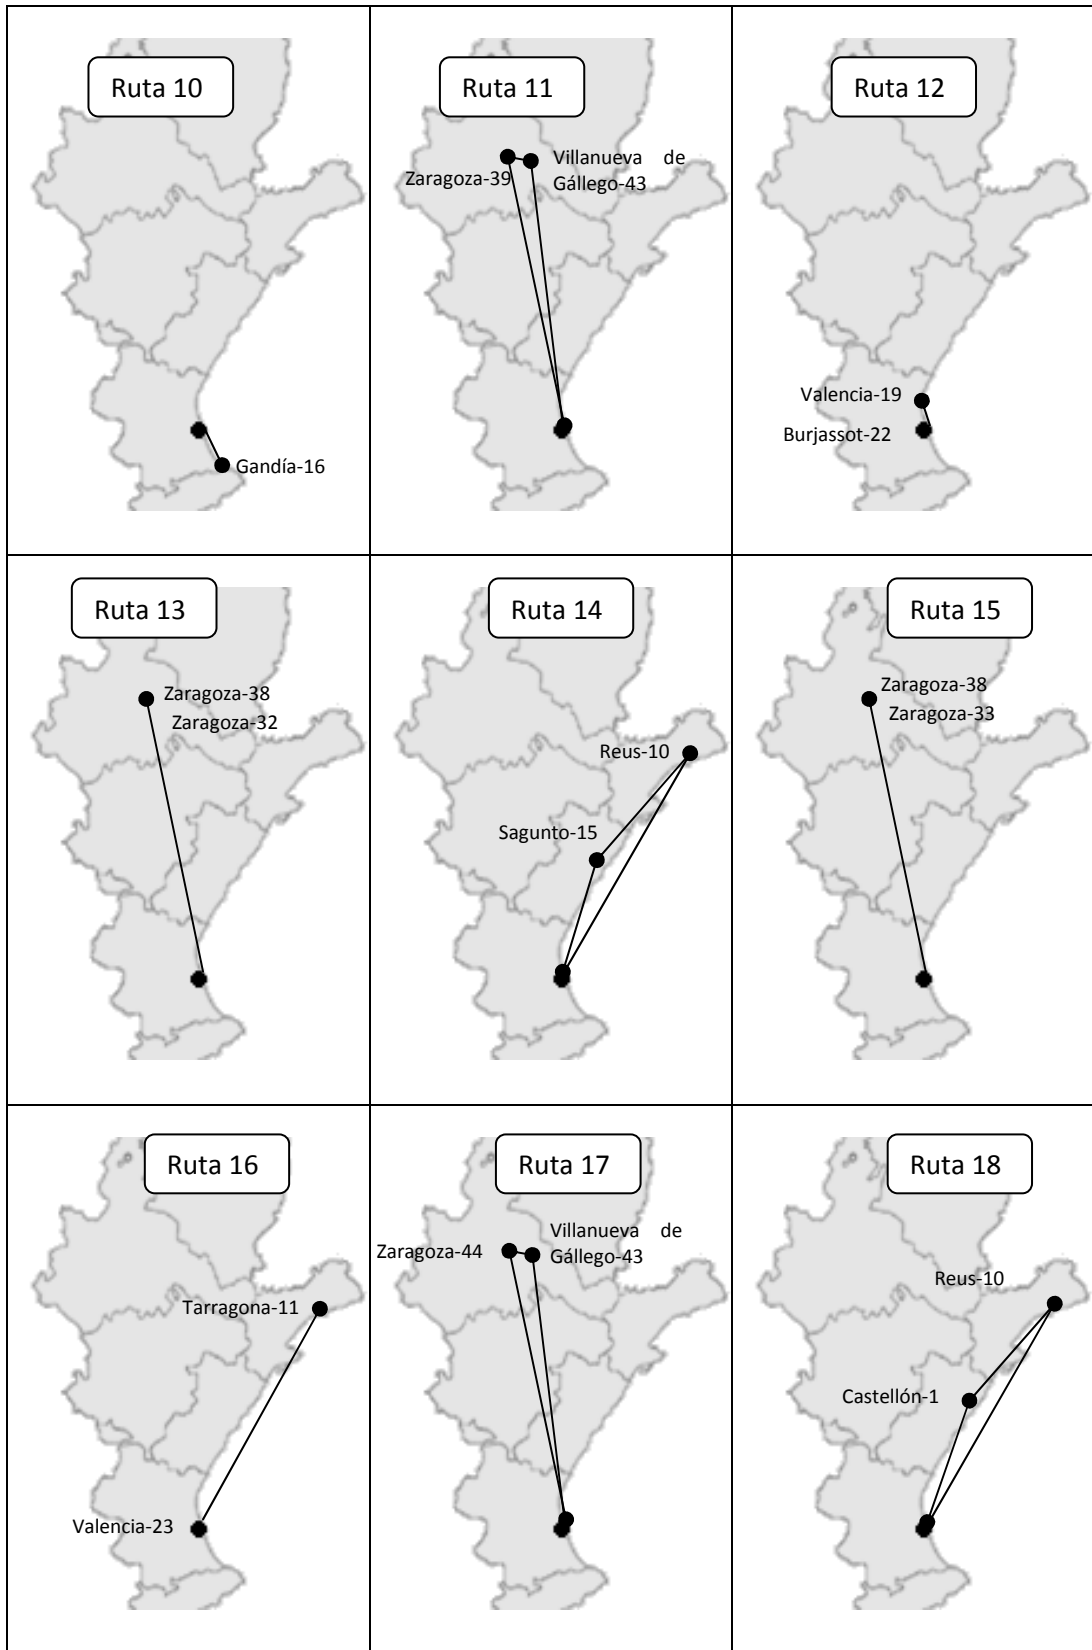 Ruta 10
Gandía-16
Ruta 11
Zaragoza-39
Villanueva de
Gállego-43
Ruta 12
Valencia-19
Burjassot-22
Ruta 13
Zaragoza-38
Zaragoza-32
Ruta 14
Reus-10
Sagunto-15
Ruta 15
Zaragoza-38
Zaragoza-33
Ruta 16
Tarragona-11
Valencia-23
Ruta 17
Zaragoza-44
Villanueva de
Gállego-43
Ruta 18
Reus-10
Castellón-1